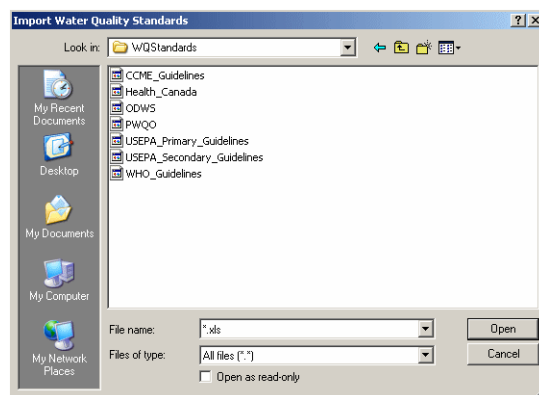 Import Water Quality Standards
Look in:
WQStandards
My Recent
Documents
Desktop
My Documents
My Computer
My Network
Places
CCME_Guidelines
Health_Canada
ODWS
PWQO
USEPA_Primary_Guidelines
USEPA_Secondary_Guidelines
WHO_Guidelines
File name:
*.xls
Open
Files of type:
All files (*.*)
Cancel
Open as read-only